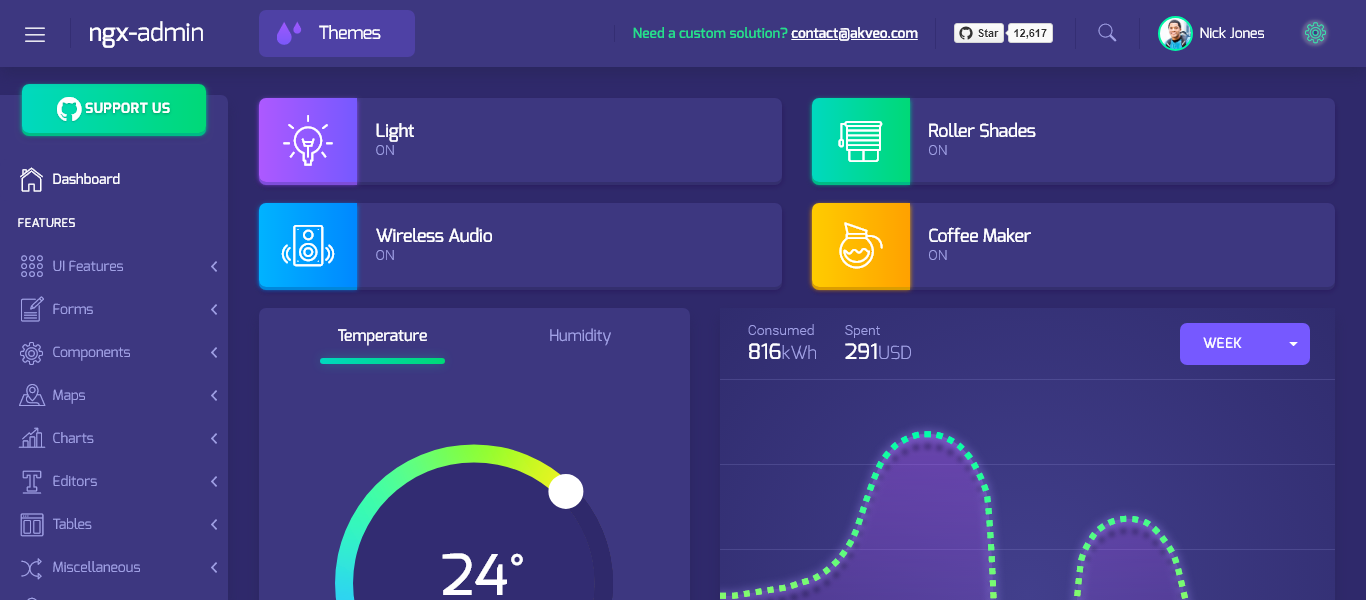 ngx-admin
Themes
Need a custom solution? contact@akveo.com
Star
12,617
Nick Jones
SUPPORT US
Dashboard
FEATURES
UI Features
Forms
Components
Maps
Charts
Editors
Tables
Miscellaneous
Light
ON
Roller Shades
ON
Wireless Audio
ON
Coffee Maker
ON
Temperature
Humidity
24°
Consumed
816kWh
Spent
291USD
WEEK